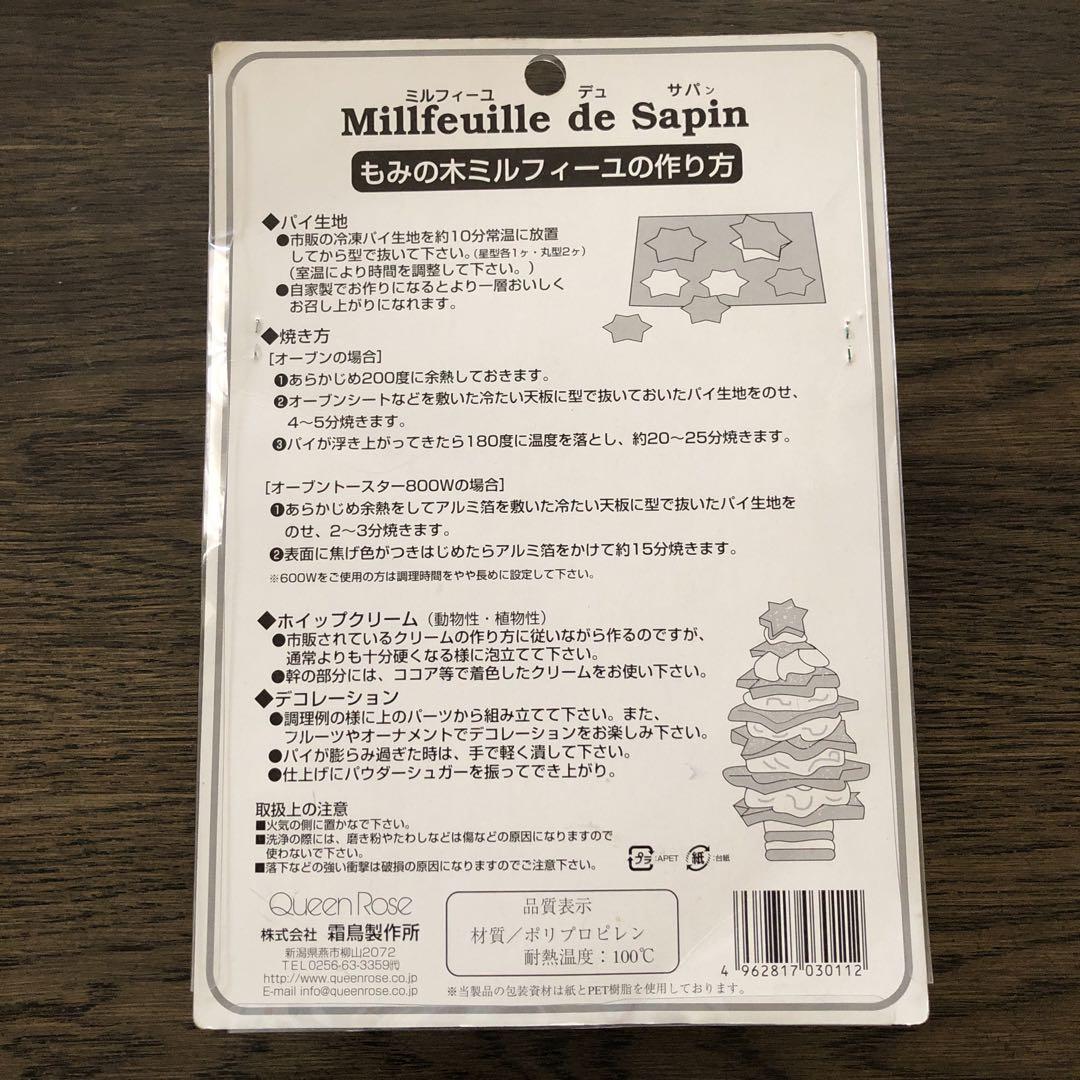 ミルフィーユ デュ サパン
Millfeuille de Sapin
もみの木ミルフィーユの作り方
◆パイ生地
●市販の冷凍パイ生地を約10分常温に放置
してから型で抜いて下さい。(星型各1ヶ・丸型2ヶ)
(室温により時間を調整して下さい。)
●自家製でお作りになるとより一層おいしく
お召し上がりになれます。
◆焼き方
[オーブンの場合]
❶あらかじめ200度に余熱しておきます。
❷オーブンシートなどを敷いた冷たい天板に型で抜いておいたパイ生地をのせ、
4～5分焼きます。
❸パイが浮き上がってきたら180度に温度を落とし、約20～25分焼きます。
[オーブントースター800Wの場合]
❶あらかじめ余熱をしてアルミ箔を敷いた冷たい天板に型で抜いたパイ生地を
のせ、2～3分焼きます。
❷表面に焦げ色がつきはじめたらアルミ箔をかけて約15分焼きます。
※600Wをご使用の方は調理時間をやや長めに設定して下さい。
◆ホイップクリーム（動物性・植物性）
●市販されているクリームの作り方に従いながら作るのですが、
通常よりも十分硬くなる様に泡立てて下さい。
●幹の部分には、ココア等で着色したクリームをお使い下さい。
◆デコレーション
●調理例の様に上のパーツから組み立てて下さい。また、
フルーツやオーナメントでデコレーションをお楽しみ下さい。
●パイが膨らみ過ぎた時は、手で軽く潰して下さい。
●仕上げにパウダーシュガーを振ってでき上がり。
取扱上の注意
■火気の側に置かなで下さい。
■洗浄の際には、磨き粉やたわしなどは傷などの原因になりますので
使わないで下さい。
■落下などの強い衝撃は破損の原因になりますのでご注意下さい。
プラ:APET 紙:台紙
Queen Rose
株式会社 霜鳥製作所
新潟県燕市柳山2072
TEL0256-63-3359㈹
http://www.queenrose.co.jp
E-mail info@queenrose.co.jp
品質表示
材質／ポリプロピレン
耐熱温度：100℃
※当製品の包装資材は紙とPET樹脂を使用しております。
4 962817 030112